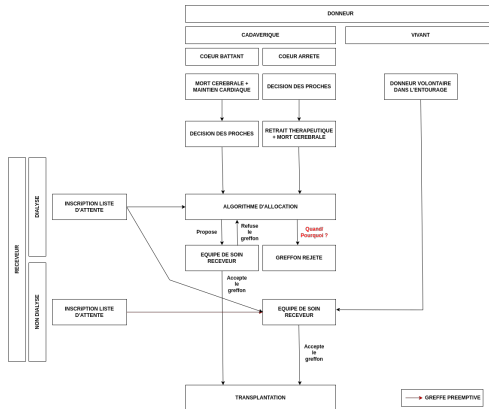 DONNEUR
CADAVERIQUE
VIVANT
COEUR BATTANT
COEUR ARRETE
MORT CEREBRALE +
MAINTIEN CARDIAQUE
DECISION DES PROCHES
DONNEUR VOLONTAIRE
DANS L'ENTOURAGE
DECISION DES PROCHES
RETRAIT THERAPEUTIQUE
+ MORT CEREBRALE
RECEVEUR
DIALYSE
INSCRIPTION LISTE
D'ATTENTE
ALGORITHME D'ALLOCATION
Propose
Refuse
le
greffon
Quand/
Pourquoi ?
EQUIPE DE SOIN
RECEVEUR
GREFFON REJETE
Accepte
le
greffon
NON DIALYSE
INSCRIPTION LISTE
D'ATTENTE
EQUIPE DE SOIN
RECEVEUR
Accepte
le
greffon
TRANSPLANTATION
GREFFE PREEMPTIVE